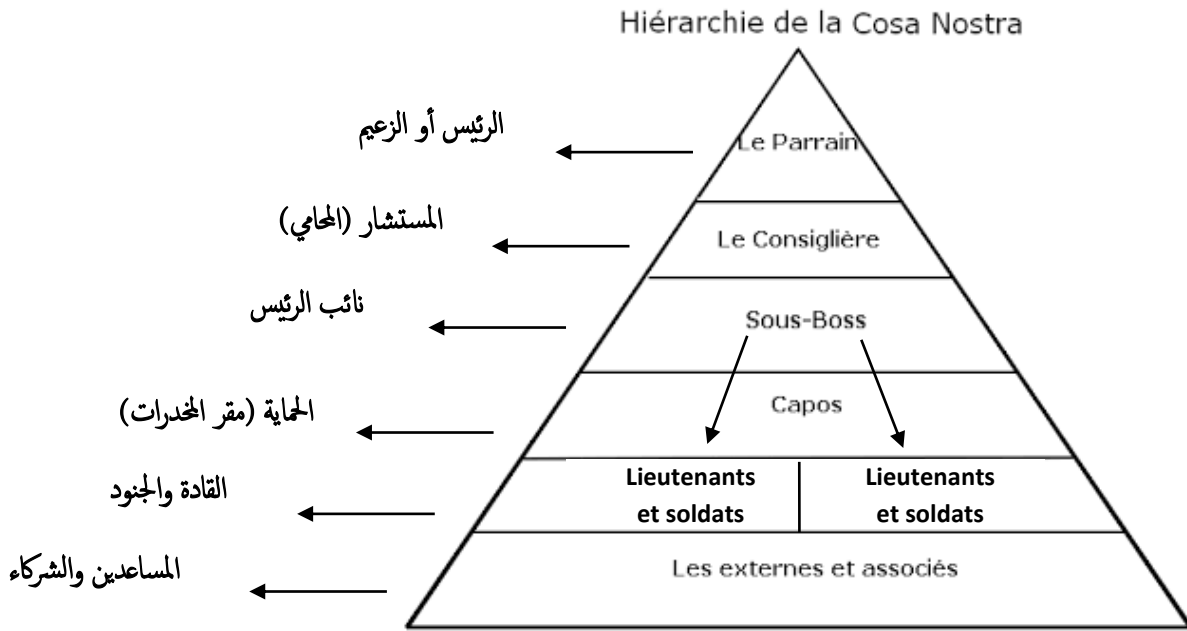 Hiérarchie de la Cosa Nostra
الرئيس أو الزعيم
Le Parrain
المستشار (المحامي)
Le Consiglière
نائب الرئيس
Sous-Boss
الحماية (مقر المخدرات)
Capos
القادة والجنود
Lieutenants
et soldats
Lieutenants
et soldats
المساعدين والشركاء
Les externes et associés